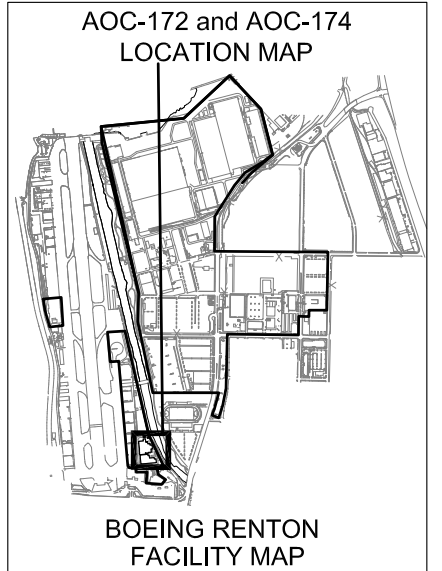 AOC-172 and AOC-174
LOCATION MAP
BOEING RENTON
FACILITY MAP